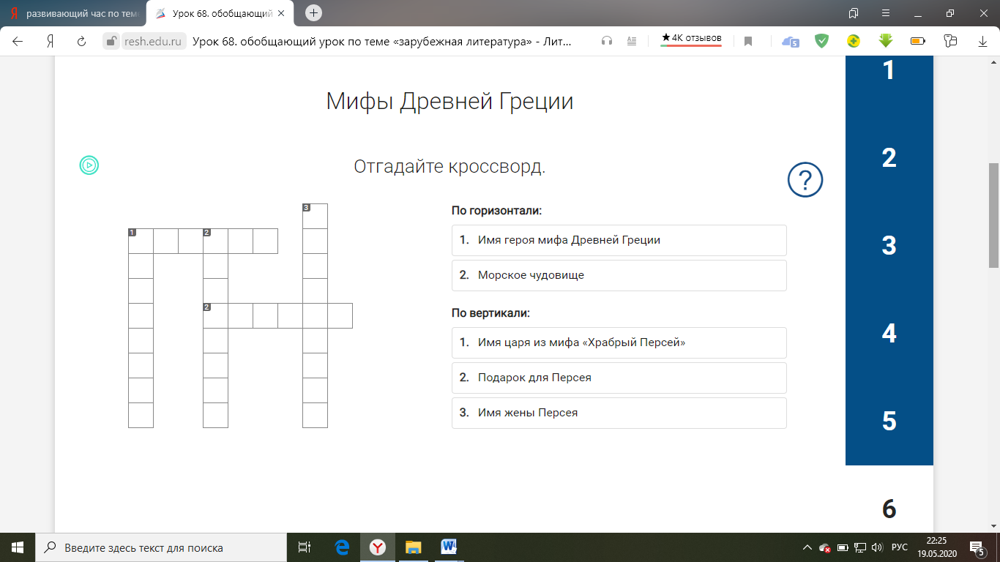 Я развивающий час по теме
Урок 68. обобщающий
Я resh.edu.ru Урок 68. обобщающий урок по теме «зарубежная литература» - Лит... ★4K отзывов 5
Мифы Древней Греции
Отгадайте кроссворд.
?
3
1 2
2
По горизонтали:
1. Имя героя мифа Древней Греции
2. Морское чудовище
По вертикали:
1. Имя царя из мифа «Храбрый Персей»
2. Подарок для Персея
3. Имя жены Персея
1
2
3
4
5
6
Введите здесь текст для поиска
РУС
22:25
19.05.2020
5